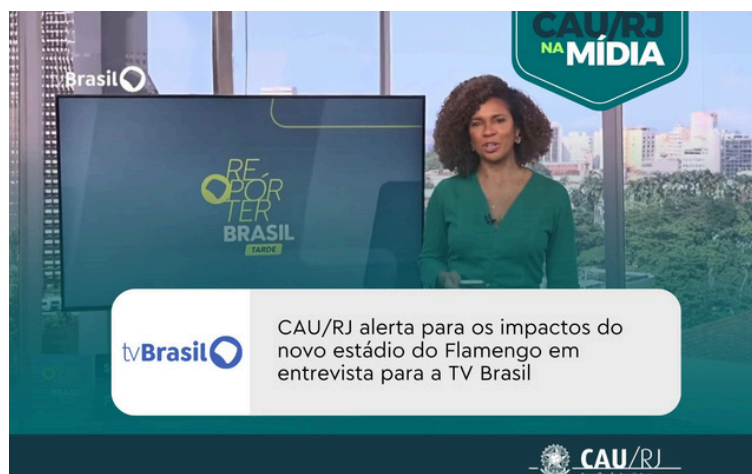 CAU/RJ
NA MÍDIA
tvBrasil
RE
PÓR
TER
BRASIL
TARDE
tvBrasil
CAU/RJ alerta para os impactos do
novo estádio do Flamengo em
entrevista para a TV Brasil
CAU/RJ